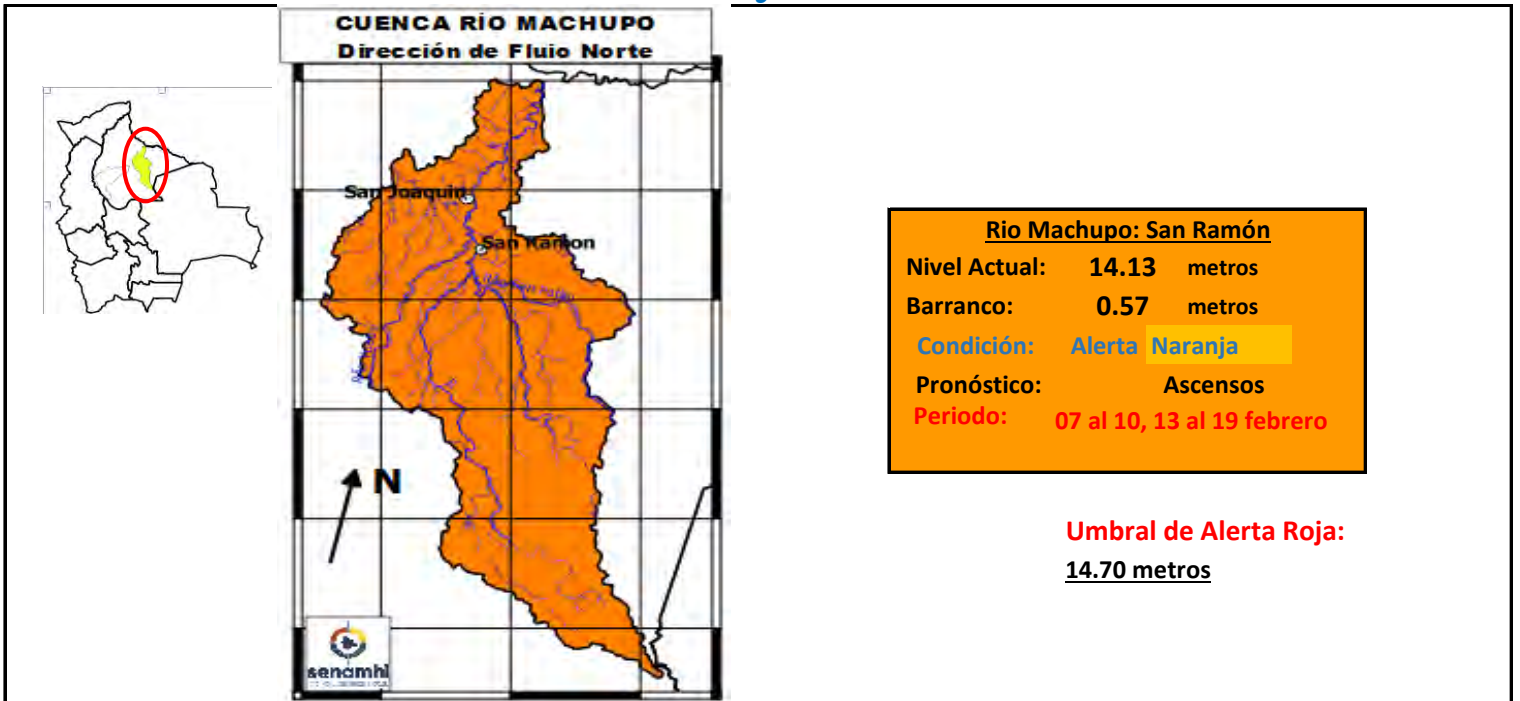 CUENCA RÍO MACHUPO
Dirección de Flujo Norte
San Joaquin
San Ramon
N
senamhi
Rio Machupo: San Ramón
Nivel Actual: 14.13 metros
Barranco: 0.57 metros
Condición: Alerta Naranja
Pronóstico: Ascensos
Periodo: 07 al 10, 13 al 19 febrero
Umbral de Alerta Roja:
14.70 metros